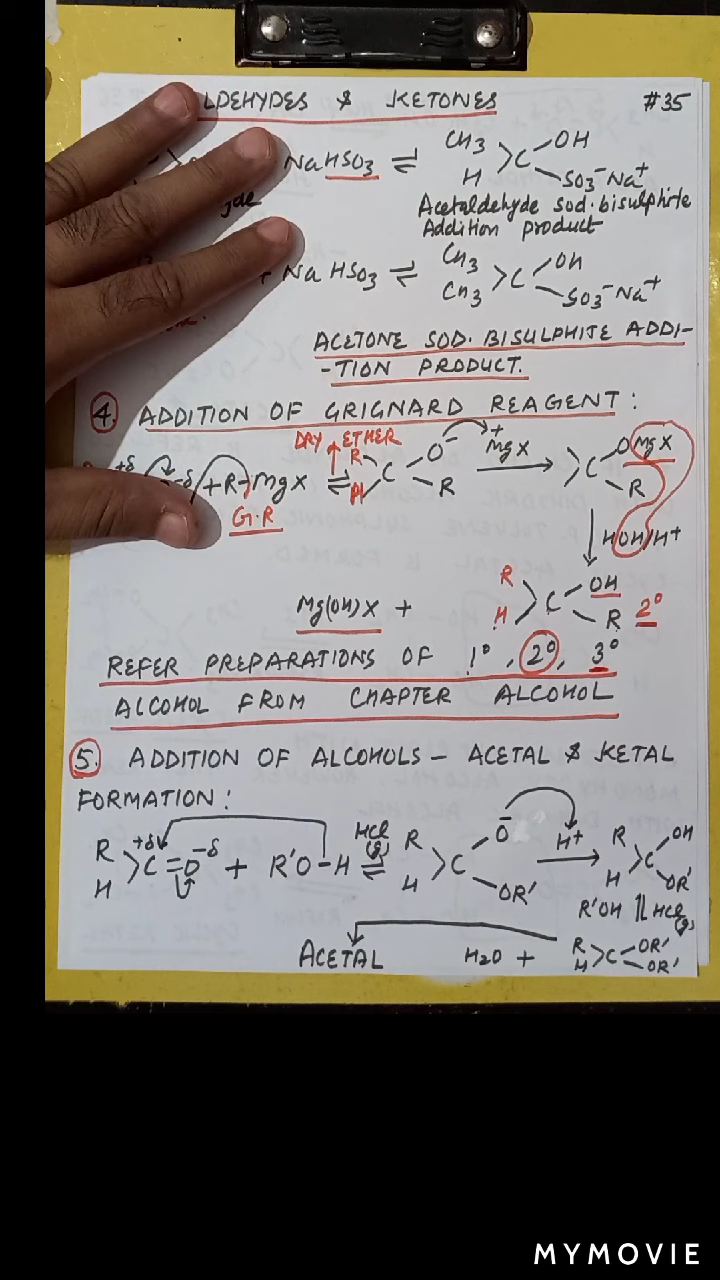 LDEHYDES & KETONES #35
NaHSO3 ⇌ CH3 H >C OH SO3⁻Na⁺
Acetaldehyde sod. bisulphite
Addition product
+ NaHSO3 ⇌ CH3 CH3 >C OH SO3⁻Na⁺
ACETONE SOD. BISULPHITE ADDI-
-TION PRODUCT.
4. ADDITION OF GRIGNARD REAGENT:
DRY ETHER
+δ -δ + R-MgX ⇌ R C O⁻ R ⁺MgX → >C OMgX R
G.R
HOH/H⁺
Mg(OH)X + R H >C OH R 2°
REFER PREPARATIONS OF 1°, 2°, 3°
ALCOHOL FROM CHAPTER ALCOHOL
5. ADDITION OF ALCOHOLS - ACETAL & KETAL
FORMATION:
R H >C+δ=O-δ + R'O-H HCl (g) ⇌ R H >C O⁻ OR' H⁺ → R H >C OH OR'
R'OH ⇌ HCl (g)
ACETAL H2O + R H >C OR' OR'
MYMOVIE